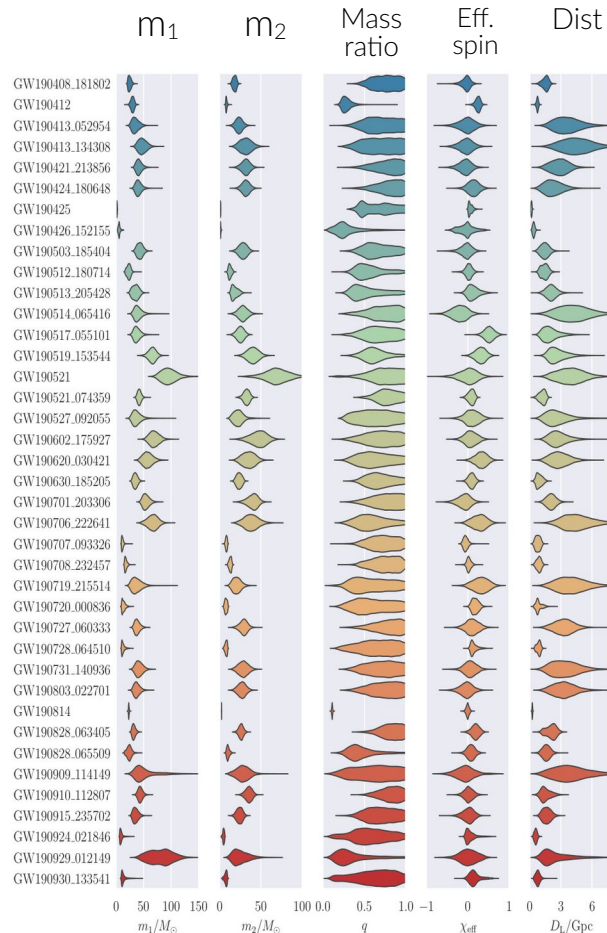 m₁ m₂ Mass ratio Eff. spin Dist
GW190408_181802
GW190412
GW190413_052954
GW190413_134308
GW190421_213856
GW190424_180648
GW190425
GW190426_152155
GW190503_185404
GW190512_180714
GW190513_205428
GW190514_065416
GW190517_055101
GW190519_153544
GW190521
GW190521_074359
GW190527_092055
GW190602_175927
GW190620_030421
GW190630_185205
GW190701_203306
GW190706_222641
GW190707_093326
GW190708_232457
GW190719_215514
GW190720_000836
GW190727_060333
GW190728_064510
GW190731_140936
GW190803_022701
GW190814
GW190828_063405
GW190828_065509
GW190909_114149
GW190910_112807
GW190915_235702
GW190924_021846
GW190929_012149
GW190930_133541
0 50 100 150 0 50 100 0.0 0.5 1.0 −1 0 1 0 3 6
m₁/M☉ m₂/M☉ q χeff DL/Gpc